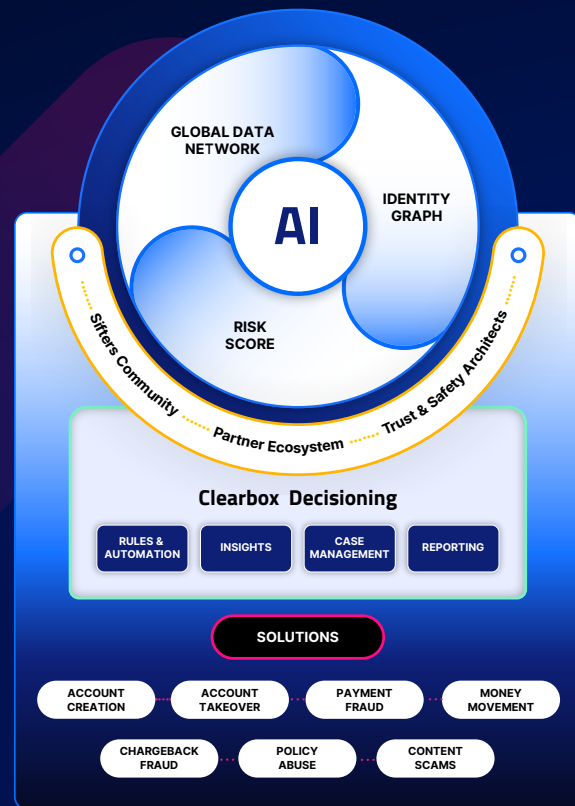 GLOBAL DATA
NETWORK
IDENTITY
GRAPH
AI
RISK
SCORE
Sifters Community
Partner Ecosystem
Trust & Safety Architects
Clearbox Decisioning
RULES &
AUTOMATION
INSIGHTS
CASE
MANAGEMENT
REPORTING
SOLUTIONS
ACCOUNT
CREATION
ACCOUNT
TAKEOVER
PAYMENT
FRAUD
MONEY
MOVEMENT
CHARGEBACK
FRAUD
POLICY
ABUSE
CONTENT
SCAMS